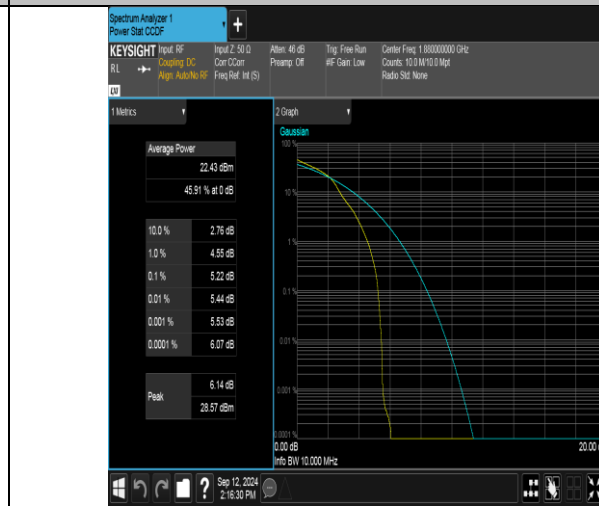 Spectrum Analyzer 1
Power Stat CCDF
+
KEYSIGHT Input: RF Input Z: 50 Ω Atten: 46 dB Trig: Free Run Center Freq: 1.880000000 GHz
RL Coupling: DC Corr CCorr Preamp: Off #IF Gain: Low Counts: 10.0 M/10.0 Mpt
Align: Auto/No RF Freq Ref: Int (S) Radio Std: None
LXI
1 Metrics
Average Power
22.43 dBm
45.91 % at 0 dB
10.0 % 2.76 dB
1.0 % 4.55 dB
0.1 % 5.22 dB
0.01 % 5.44 dB
0.001 % 5.53 dB
0.0001 % 6.07 dB
Peak 6.14 dB
28.57 dBm
2 Graph
Gaussian
100 %
10 %
1 %
0.1 %
0.01 %
0.001 %
0.0001 %
0.00 dB 20.00
Info BW 10.000 MHz
? Sep 12, 2024
2:16:30 PM